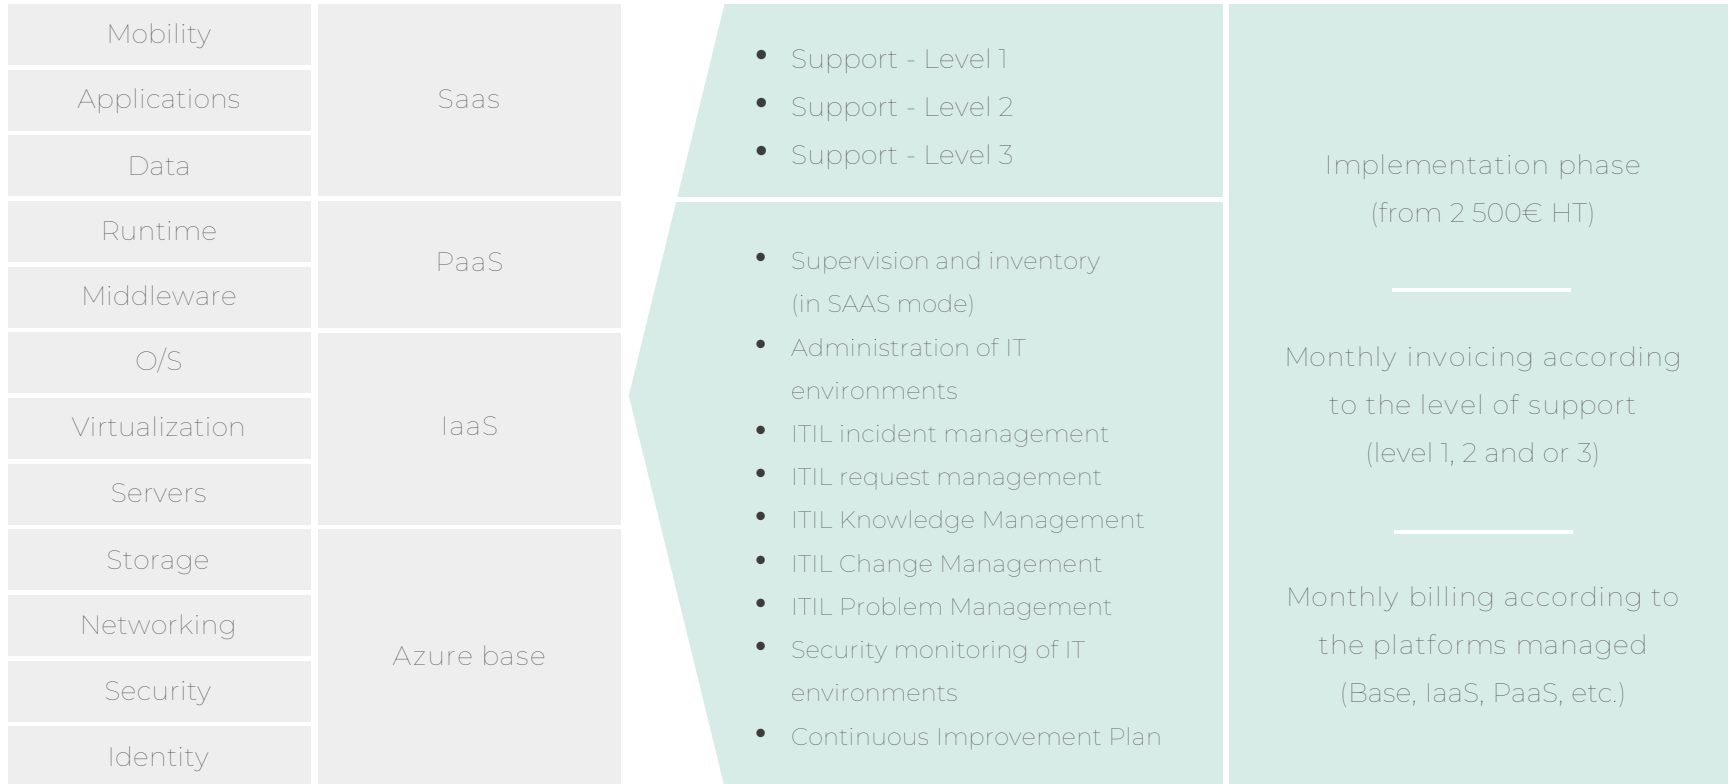 Mobility
Applications
Data
Runtime
Middleware
O/S
Virtualization
Servers
Storage
Networking
Security
Identity
Saas
PaaS
IaaS
Azure base
Support - Level 1
Support - Level 2
Support - Level 3
Supervision and inventory
(in SAAS mode)
Administration of IT
environments
ITIL incident management
ITIL request management
ITIL Knowledge Management
ITIL Change Management
ITIL Problem Management
Security monitoring of IT
environments
Continuous Improvement Plan
Implementation phase
(from 2 500€ HT)
Monthly invoicing according
to the level of support
(level 1, 2 and or 3)
Monthly billing according to
the platforms managed
(Base, IaaS, PaaS, etc.)